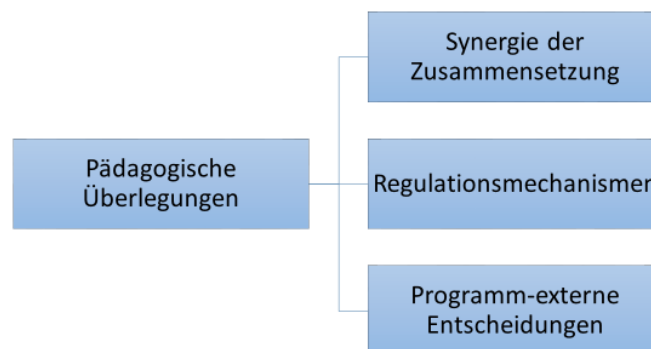 Synergie der
Zusammensetzung
Pädagogische
Überlegungen
Regulationsmechanismen
Programm-externe
Entscheidungen